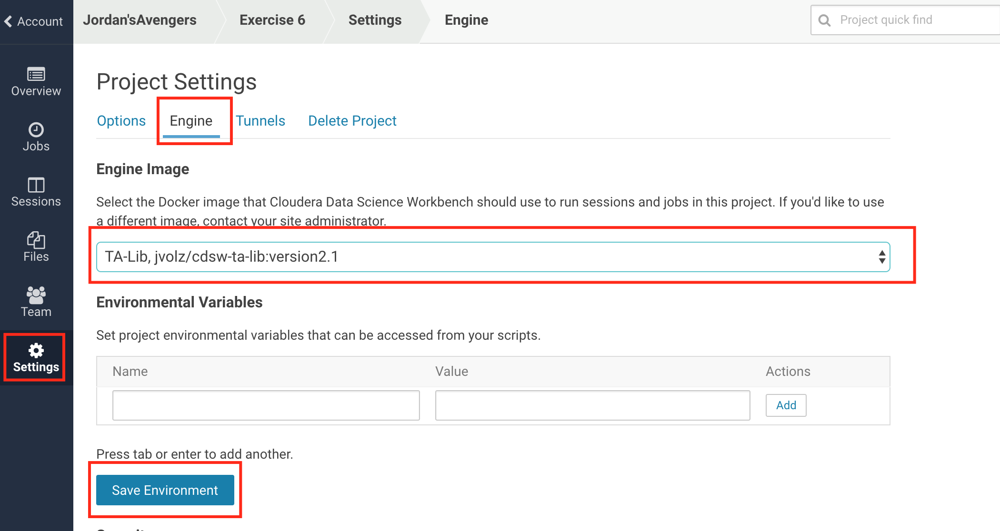 Account
Jordan'sAvengers
Exercise 6
Settings
Engine
Project quick find
Overview
Jobs
Sessions
Files
Team
Settings
Project Settings
Options
Engine
Tunnels
Delete Project
Engine Image
Select the Docker image that Cloudera Data Science Workbench should use to run sessions and jobs in this project. If you'd like to use
a different image, contact your site administrator.
TA-Lib, jvolz/cdsw-ta-lib:version2.1
Environmental Variables
Set project environmental variables that can be accessed from your scripts.
Name
Value
Actions
Add
Press tab or enter to add another.
Save Environment